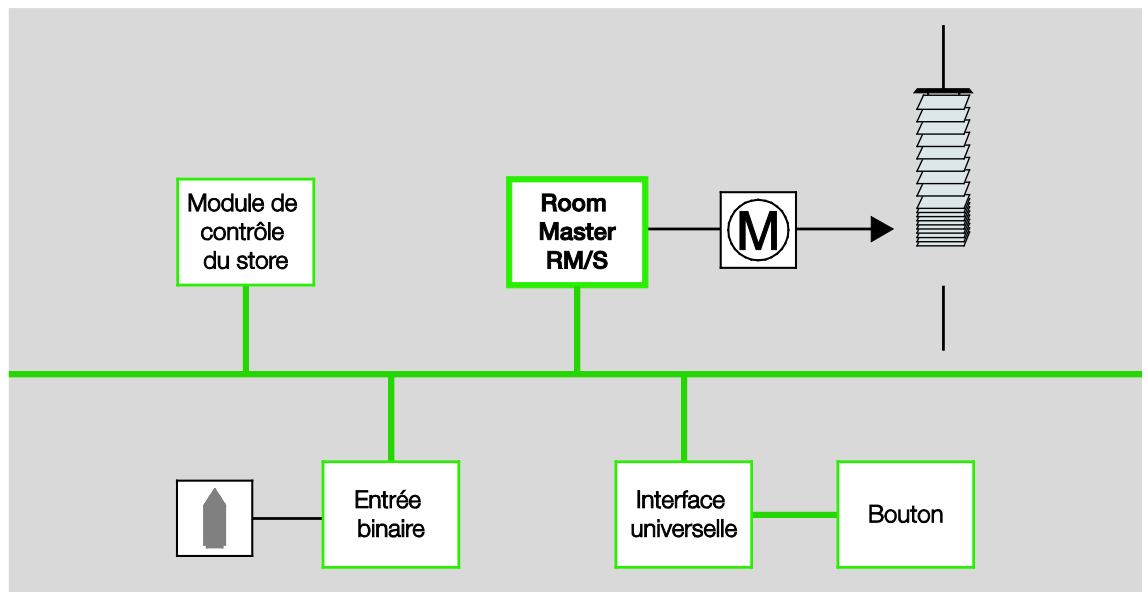 Module de
contrôle
du store
Room
Master
RM/S
M
Entrée
binaire
Interface
universelle
Bouton